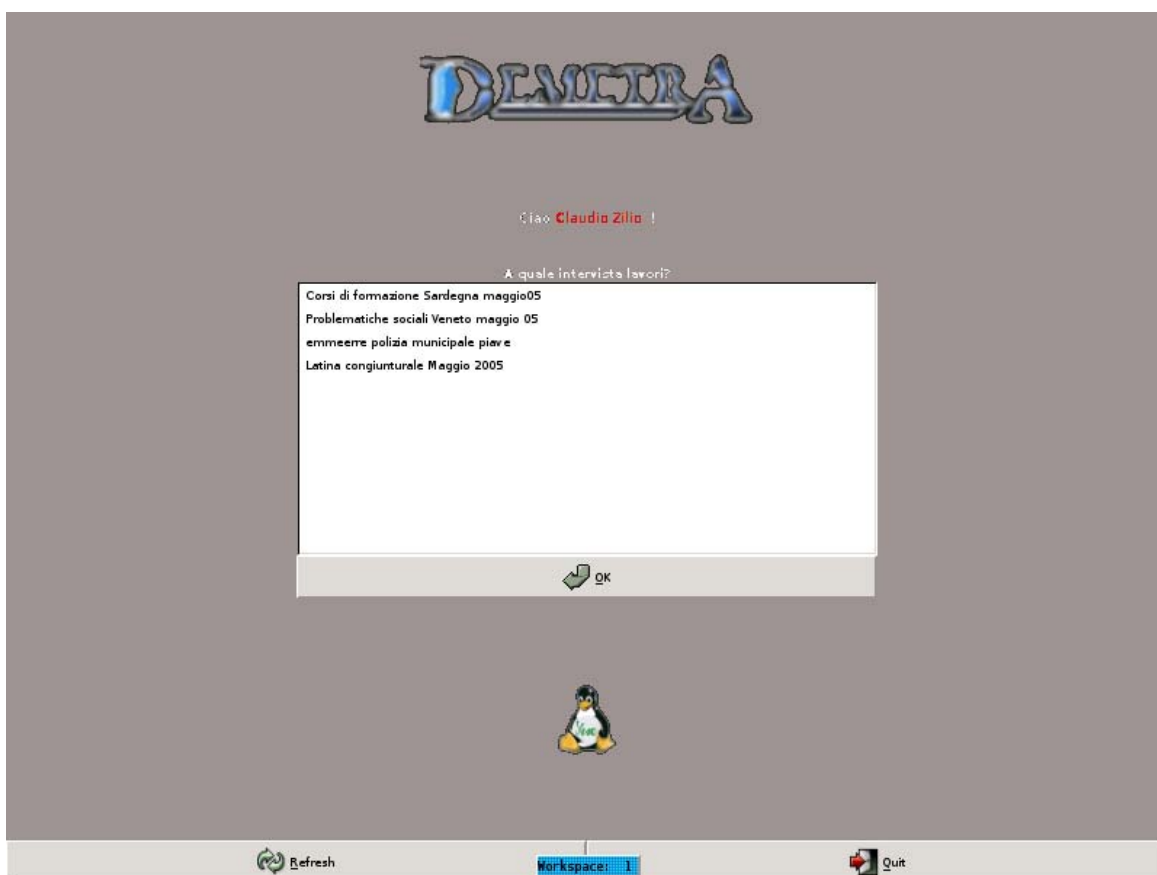 DEMETRA
Ciao Claudio Zilio !
A quale intervista lavori?
Corsi di formazione Sardegna maggio05
Problematiche sociali Veneto maggio 05
emmeerre polizia municipale piave
Latina congiunturale Maggio 2005
OK
Refresh
Workspace: 1
Quit